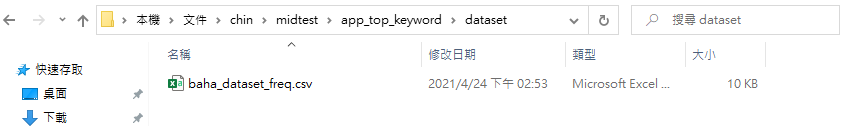 本機 > 文件 > chin > midtest > app_top_keyword > dataset
搜尋 dataset
名稱 修改日期 類型 大小
快速存取
baha_dataset_freq.csv 2021/4/24 下午 02:53 Microsoft Excel ... 10 KB
桌面
下載